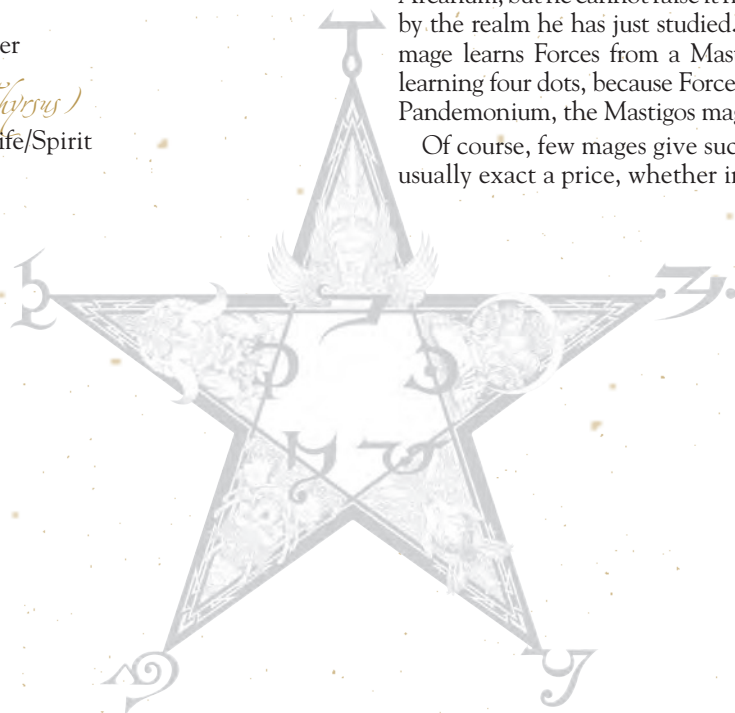 er
hyrsus )
ife/Spirit
Arcanum, but he cannot raise it
by the realm he has just studied.
mage learns Forces from a Mast
learning four dots, because Force
Pandemonium, the Mastigos mag
Of course, few mages give suc
usually exact a price, whether in